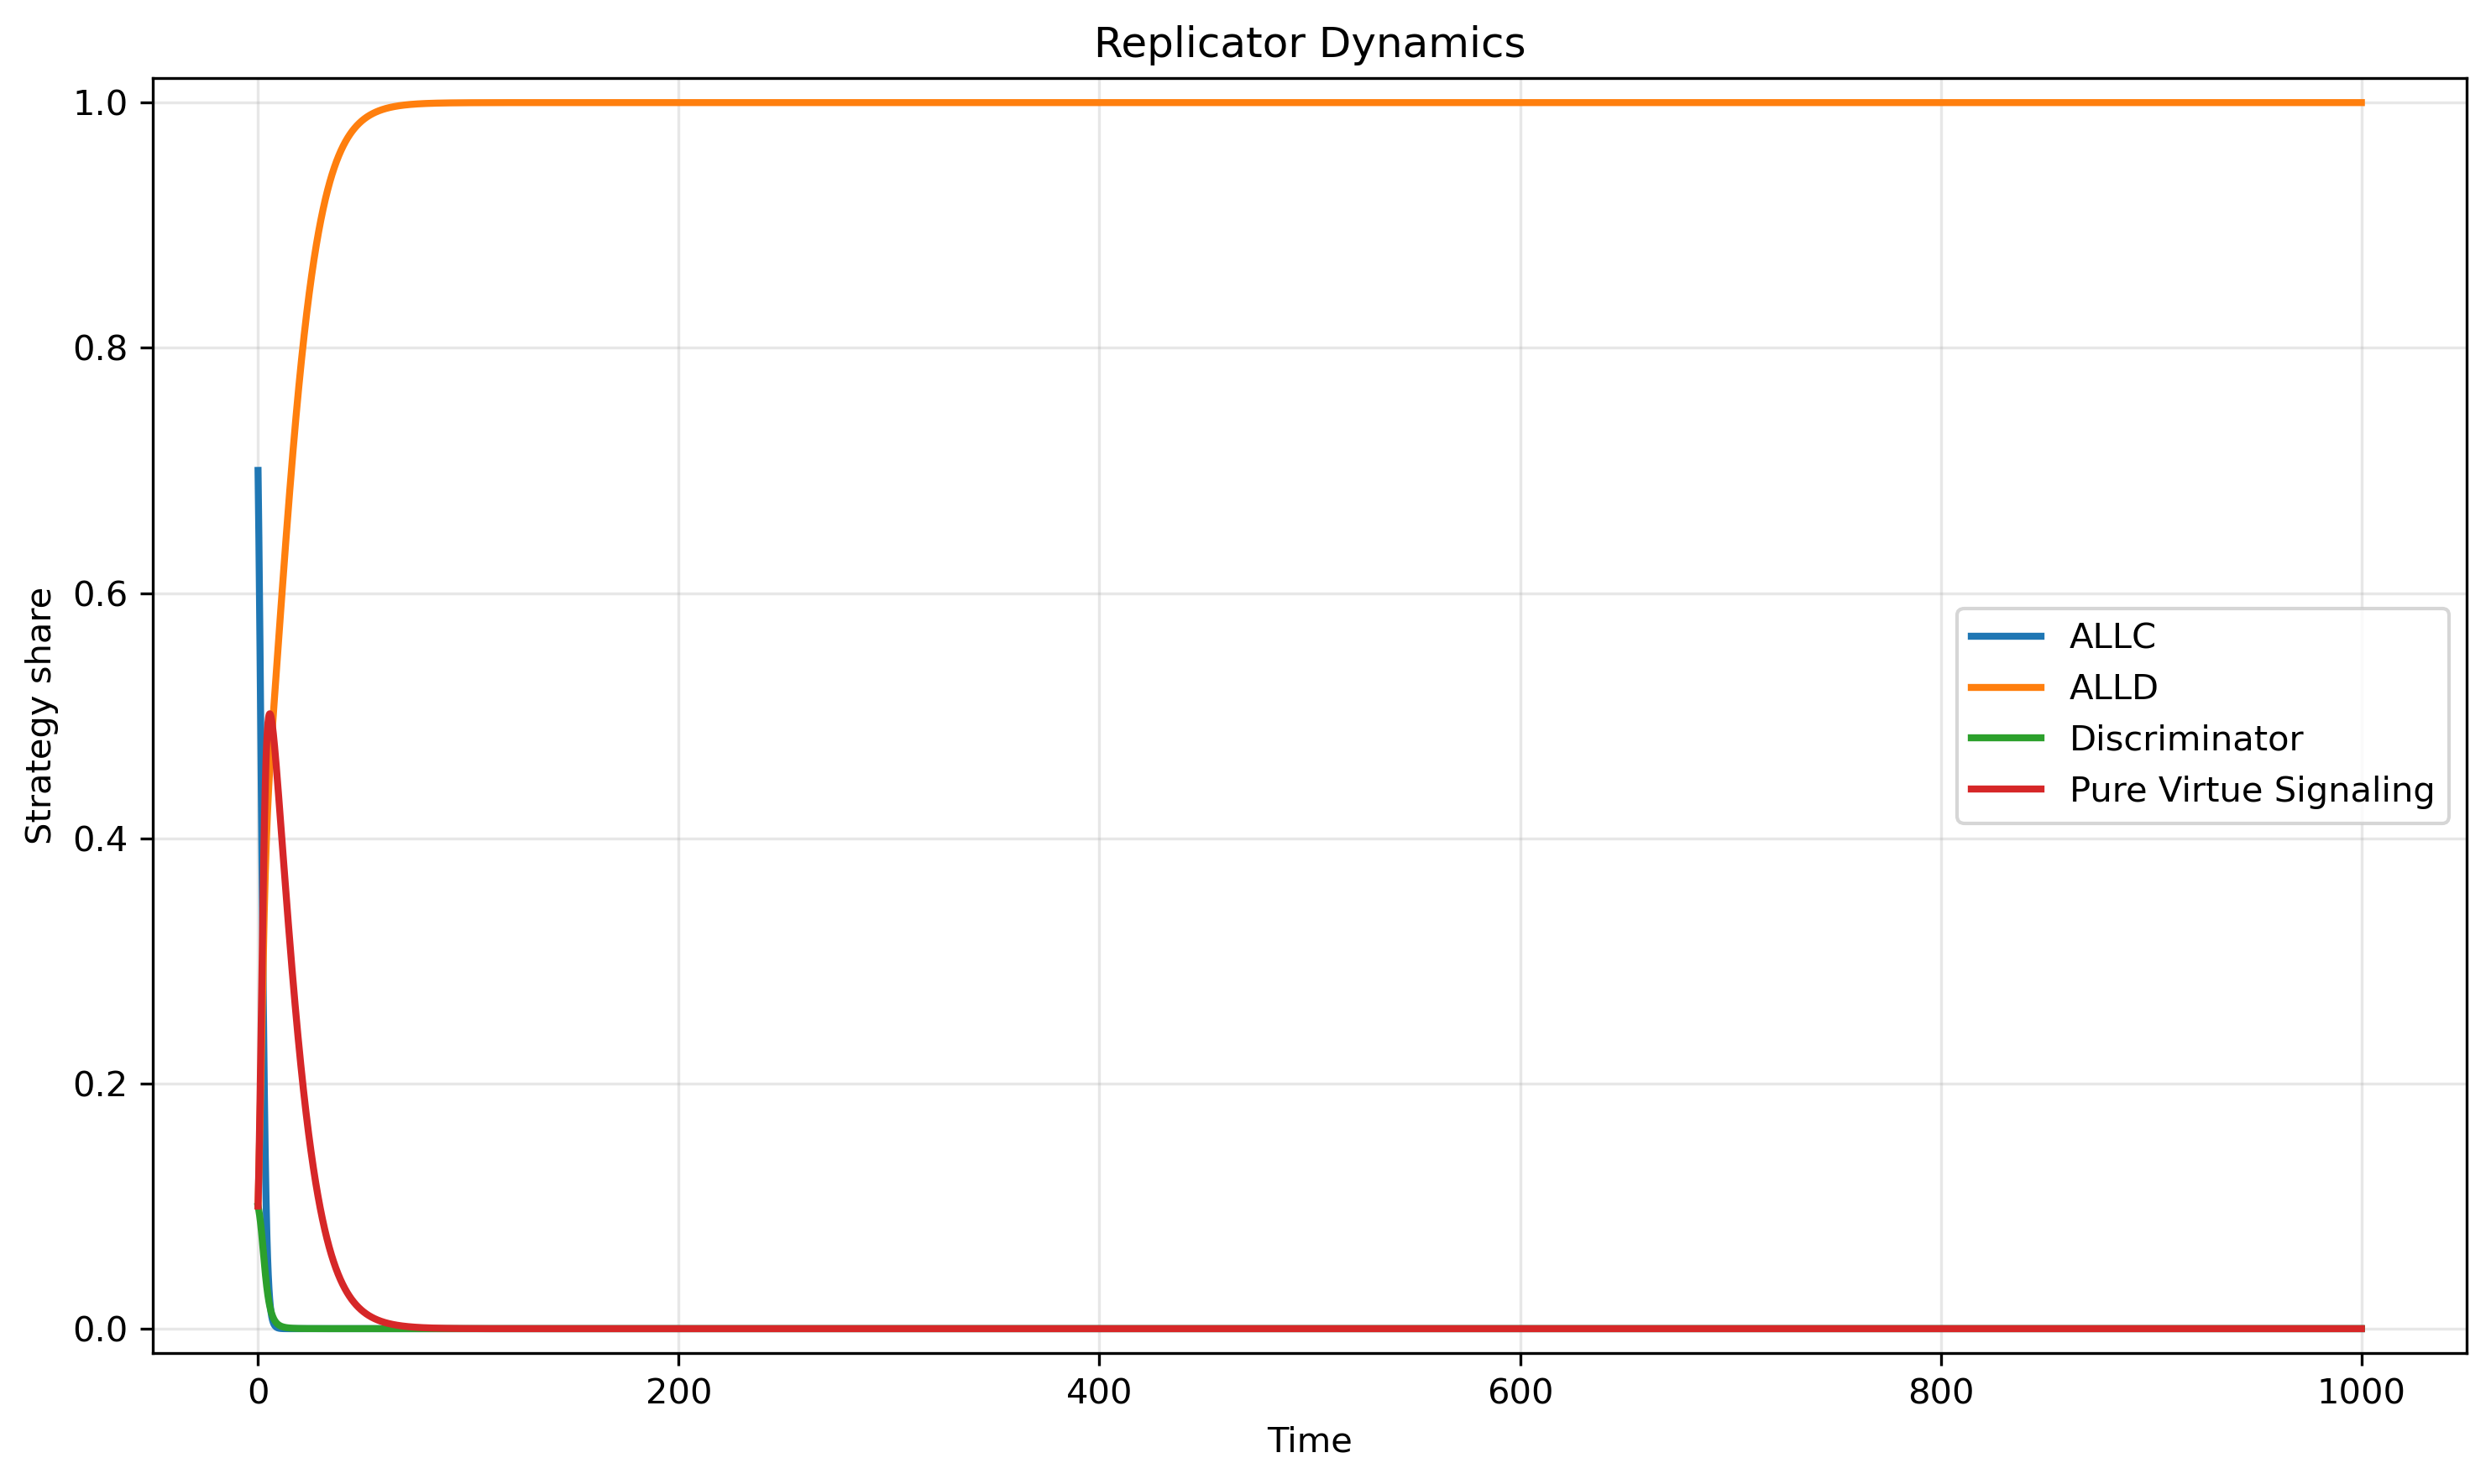 Replicator Dynamics
1.0
0.8
0.6
0.4
0.2
0.0
Strategy share
ALLC
ALLD
Discriminator
Pure Virtue Signaling
0 200 400 600 800 1000
Time